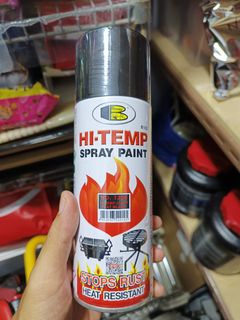 HI-TEMP
SPRAY PAINT
STOPS RUST
HEAT RESISTANT